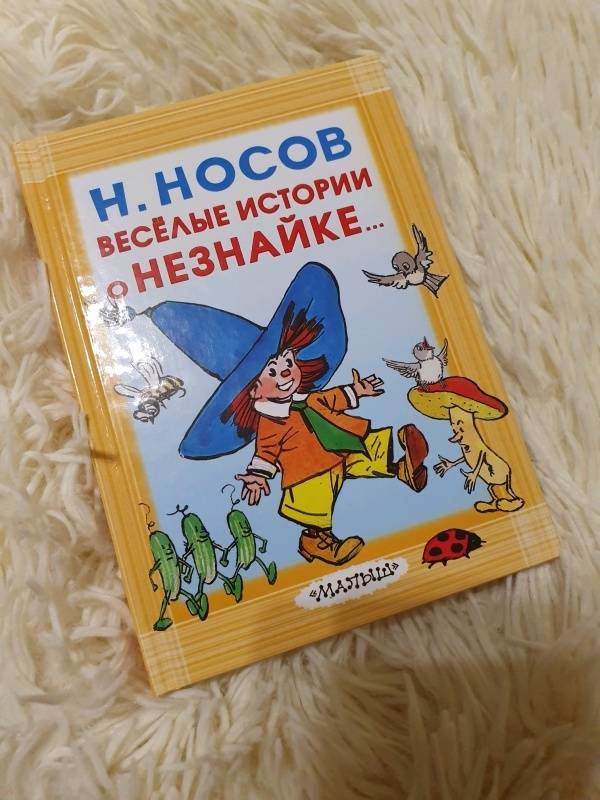 Н. НОСОВ
ВЕСЁЛЫЕ ИСТОРИИ
о НЕЗНАЙКЕ...
«МАЛЫШ»